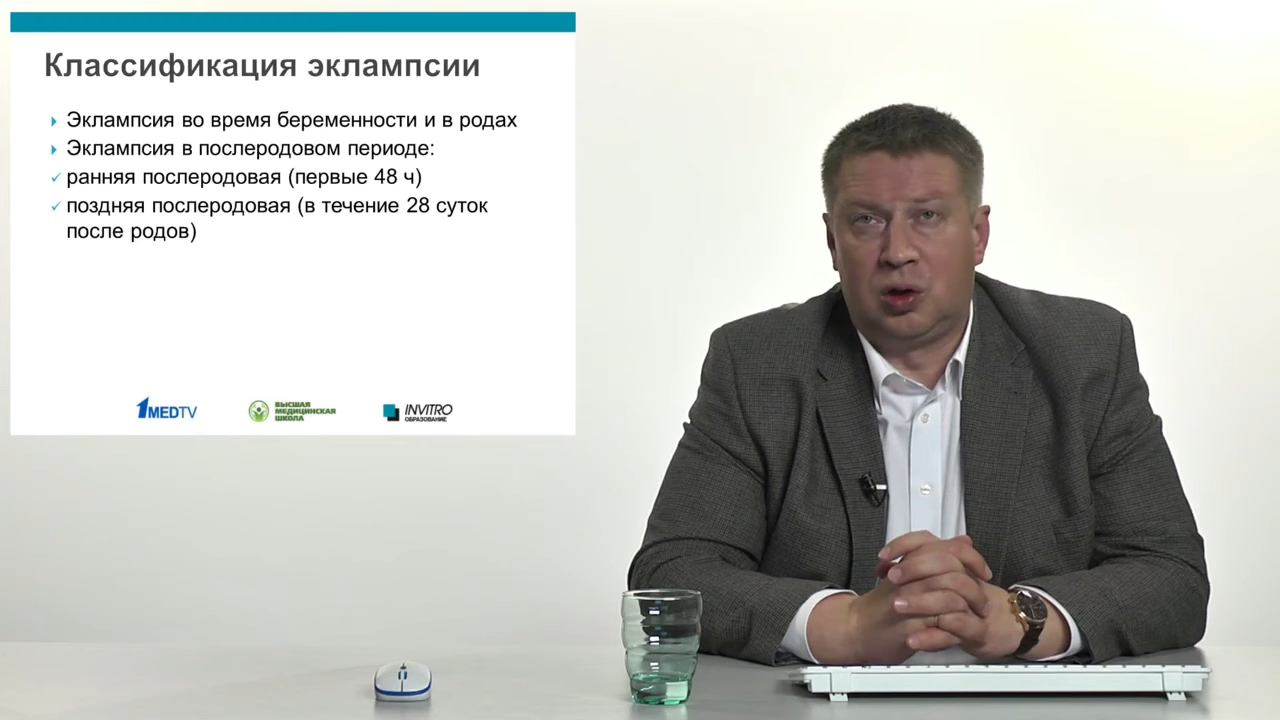 Классификация эклампсии
Эклампсия во время беременности и в родах
Эклампсия в послеродовом периоде:
ранняя послеродовая (первые 48 ч)
поздняя послеродовая (в течение 28 суток
после родов)
1MEDTV
ВЫСШАЯ
МЕДИЦИНСКАЯ
ШКОЛА
INVITRO
ОБРАЗОВАНИЕ